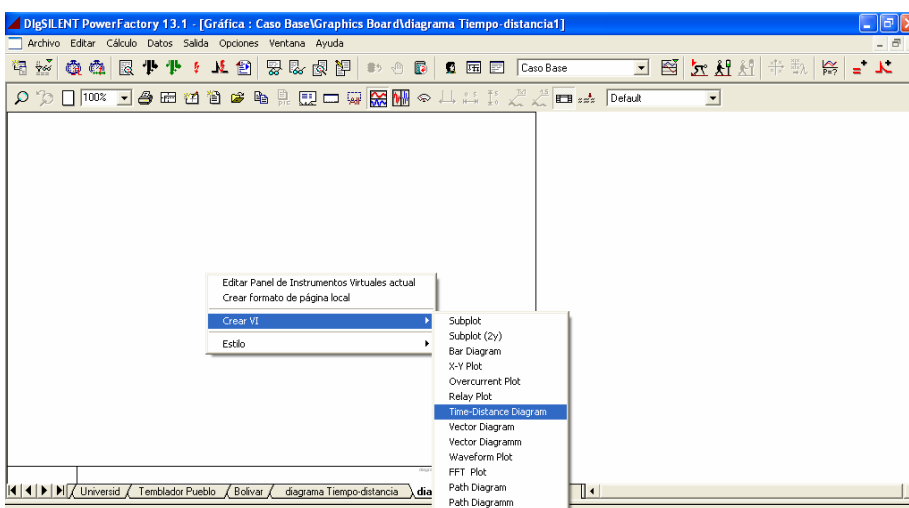 DIgSILENT PowerFactory 13.1 - [Gráfica : Caso Base\Graphics Board\diagrama Tiempo-distancia1]
Archivo Editar Cálculo Datos Salida Opciones Ventana Ayuda
Caso Base
100% Default
Editar Panel de Instrumentos Virtuales actual
Crear formato de página local
Crear VI
Estilo
Subplot
Subplot (2y)
Bar Diagram
X-Y Plot
Overcurrent Plot
Relay Plot
Time-Distance Diagram
Vector Diagram
Vector Diagramm
Waveform Plot
FFT Plot
Path Diagram
Path Diagramm
Universid Temblador Pueblo Bolivar diagrama Tiempo-distancia dia